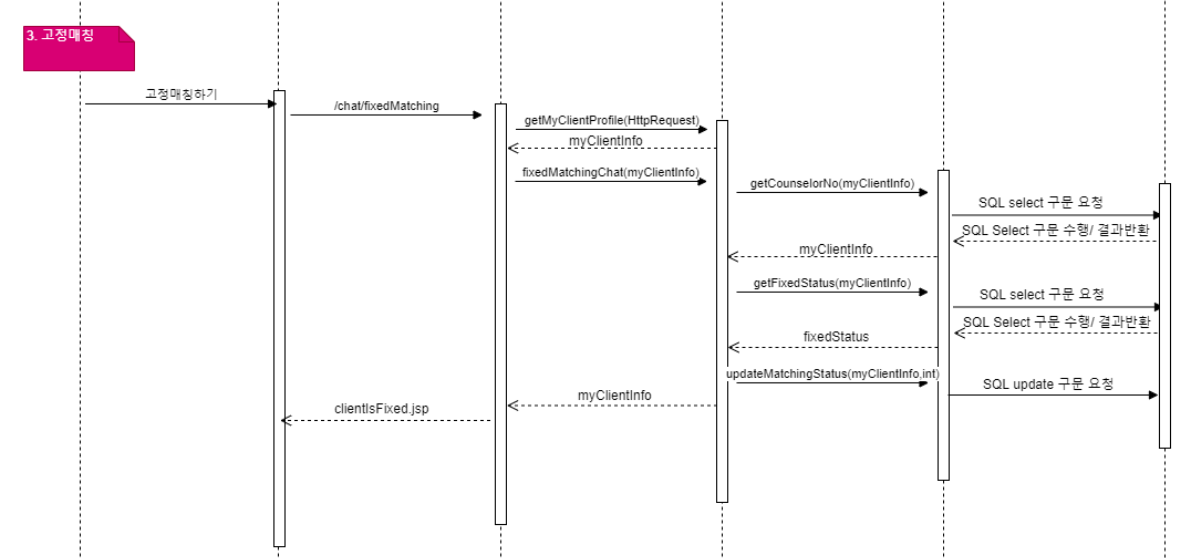 3. 고정매칭
고정매칭하기
/chat/fixedMatching
getMyClientProfile(HttpRequest)
myClientInfo
fixedMatchingChat(myClientInfo)
getCounselorNo(myClientInfo)
SQL select 구문 요청
SQL Select 구문 수행/ 결과반환
myClientInfo
getFixedStatus(myClientInfo)
SQL select 구문 요청
SQL Select 구문 수행/ 결과반환
fixedStatus
updateMatchingStatus(myClientInfo,int)
SQL update 구문 요청
myClientInfo
clientIsFixed.jsp